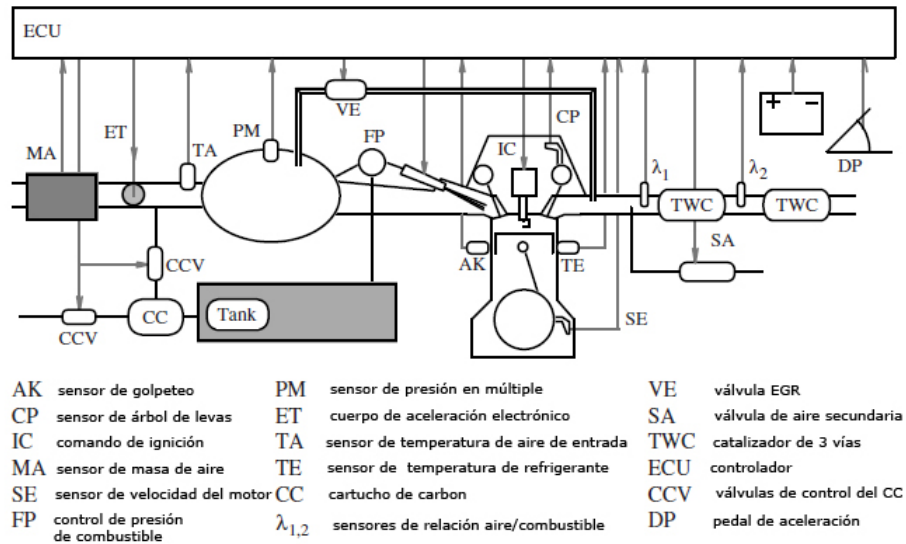 ECU
VE
FP
CP
PM
IC
ET
TA
MA
λ1
λ2
DP
TWC
TWC
SA
CCV
AK
TE
CC
Tank
SE
CCV
AK sensor de golpeteo
CP sensor de árbol de levas
IC comando de ignición
MA sensor de masa de aire
SE sensor de velocidad del motor
FP control de presión
de combustible
PM sensor de presión en múltiple
ET cuerpo de aceleración electrónico
TA sensor de temperatura de aire de entrada
TE sensor de temperatura de refrigerante
CC cartucho de carbon
λ1,2 sensores de relación aire/combustible
VE válvula EGR
SA válvula de aire secundaria
TWC catalizador de 3 vías
ECU controlador
CCV válvulas de control del CC
DP pedal de aceleración